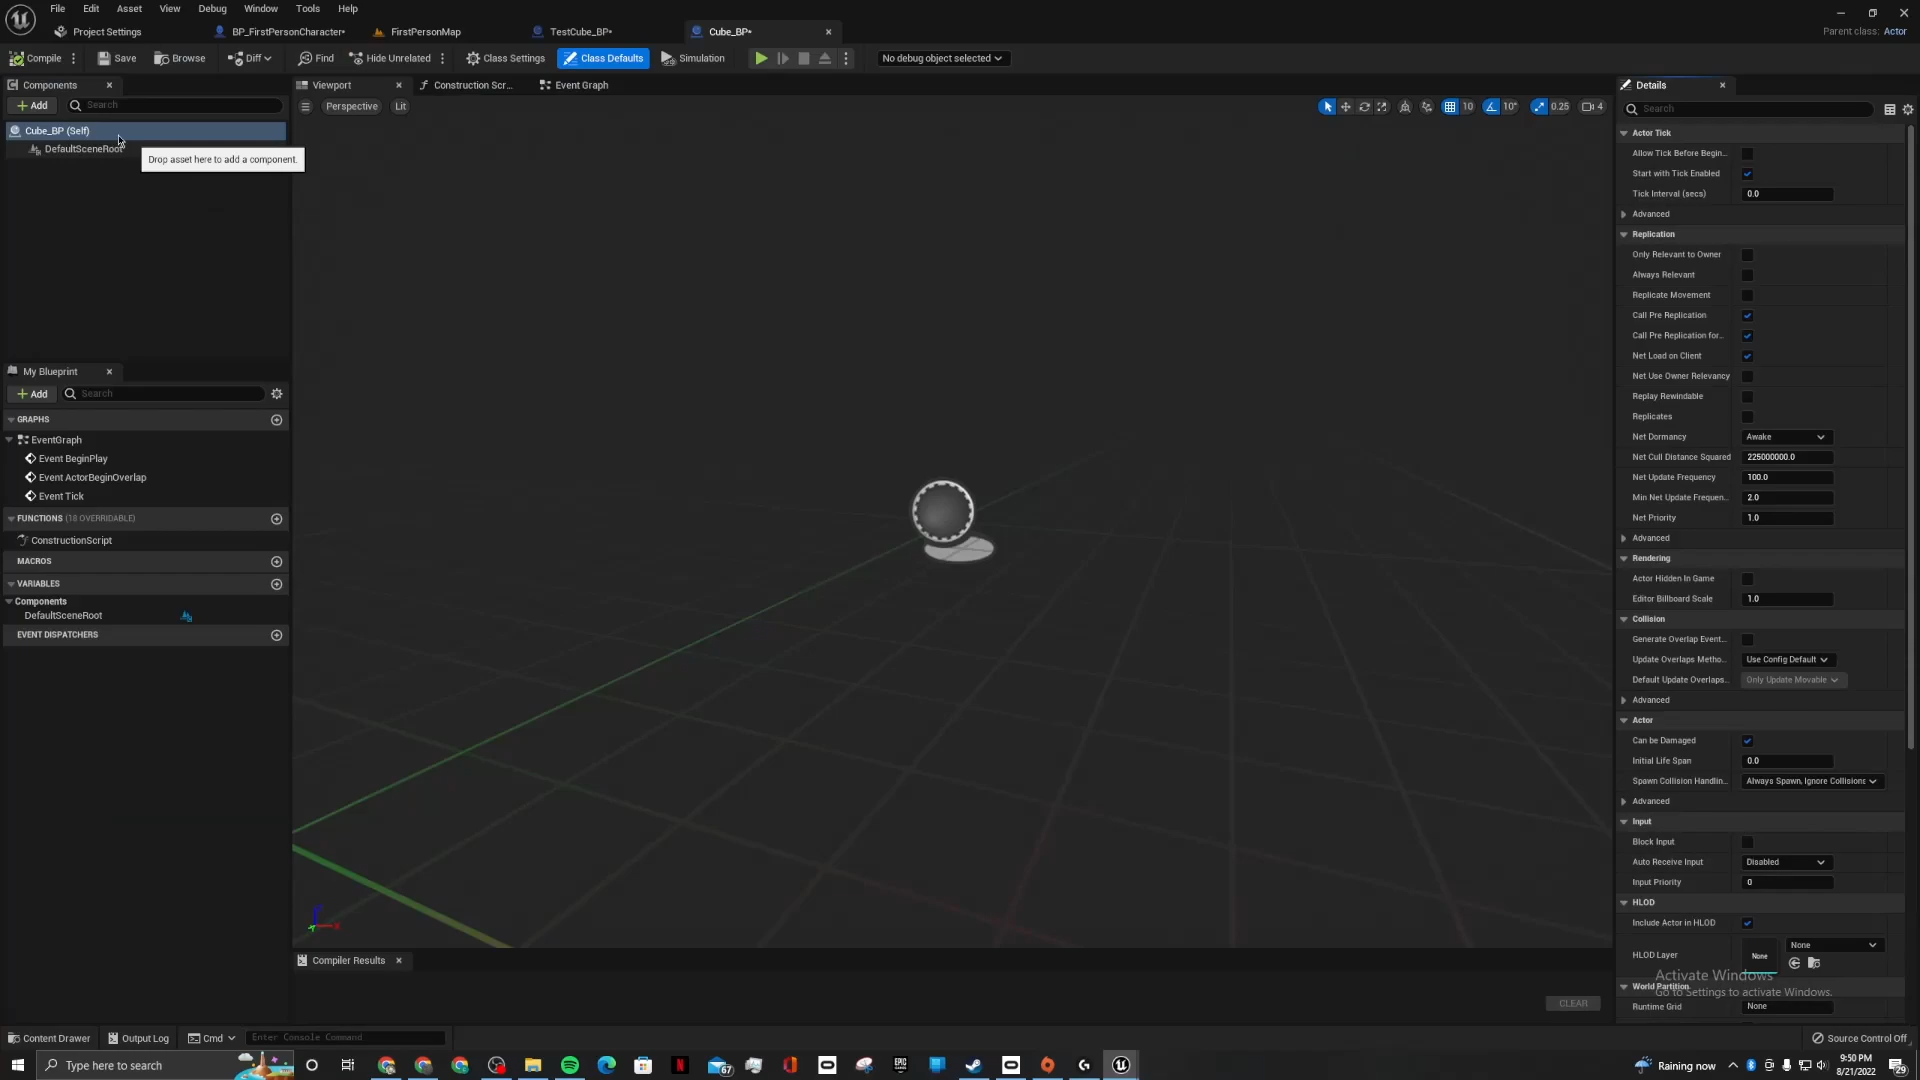 File Edit Asset View Debug Window Tools Help
Project Settings BP_FirstPersonCharacter* FirstPersonMap TestCube_BP* Cube_BP*
Parent class: Actor
Compile Save Browse Diff Find Hide Unrelated Class Settings Class Defaults Simulation No debug object selected
Components
Add Search
Cube_BP (Self)
DefaultSceneRoot
Drop asset here to add a component.
My Blueprint
Add Search
GRAPHS
EventGraph
Event BeginPlay
Event ActorBeginOverlap
Event Tick
FUNCTIONS (18 OVERRIDABLE)
ConstructionScript
MACROS
VARIABLES
Components
DefaultSceneRoot
EVENT DISPATCHERS
Viewport Construction Scr... Event Graph
Perspective Lit
10 10° 0.25 4
Compiler Results
CLEAR
Details
Search
Actor Tick
Allow Tick Before Begin...
Start with Tick Enabled
Tick Interval (secs) 0.0
Advanced
Replication
Only Relevant to Owner
Always Relevant
Replicate Movement
Call Pre Replication
Call Pre Replication for...
Net Load on Client
Net Use Owner Relevancy
Replay Rewindable
Replicates
Net Dormancy Awake
Net Cull Distance Squared 225000000.0
Net Update Frequency 100.0
Min Net Update Frequen... 2.0
Net Priority 1.0
Advanced
Rendering
Actor Hidden In Game
Editor Billboard Scale 1.0
Collision
Generate Overlap Event...
Update Overlaps Metho... Use Config Default
Default Update Overlaps... Only Update Movable
Advanced
Actor
Can be Damaged
Initial Life Span 0.0
Spawn Collision Handlin... Always Spawn, Ignore Collisions
Advanced
Input
Block Input
Auto Receive Input Disabled
Input Priority 0
HLOD
Include Actor in HLOD
HLOD Layer None None
World Partition
Runtime Grid None
Activate Windows
Go to Settings to activate Windows.
Content Drawer Output Log Cmd Enter Console Command
Source Control Off
Type here to search
67
Raining now
9:50 PM
8/21/2022
29